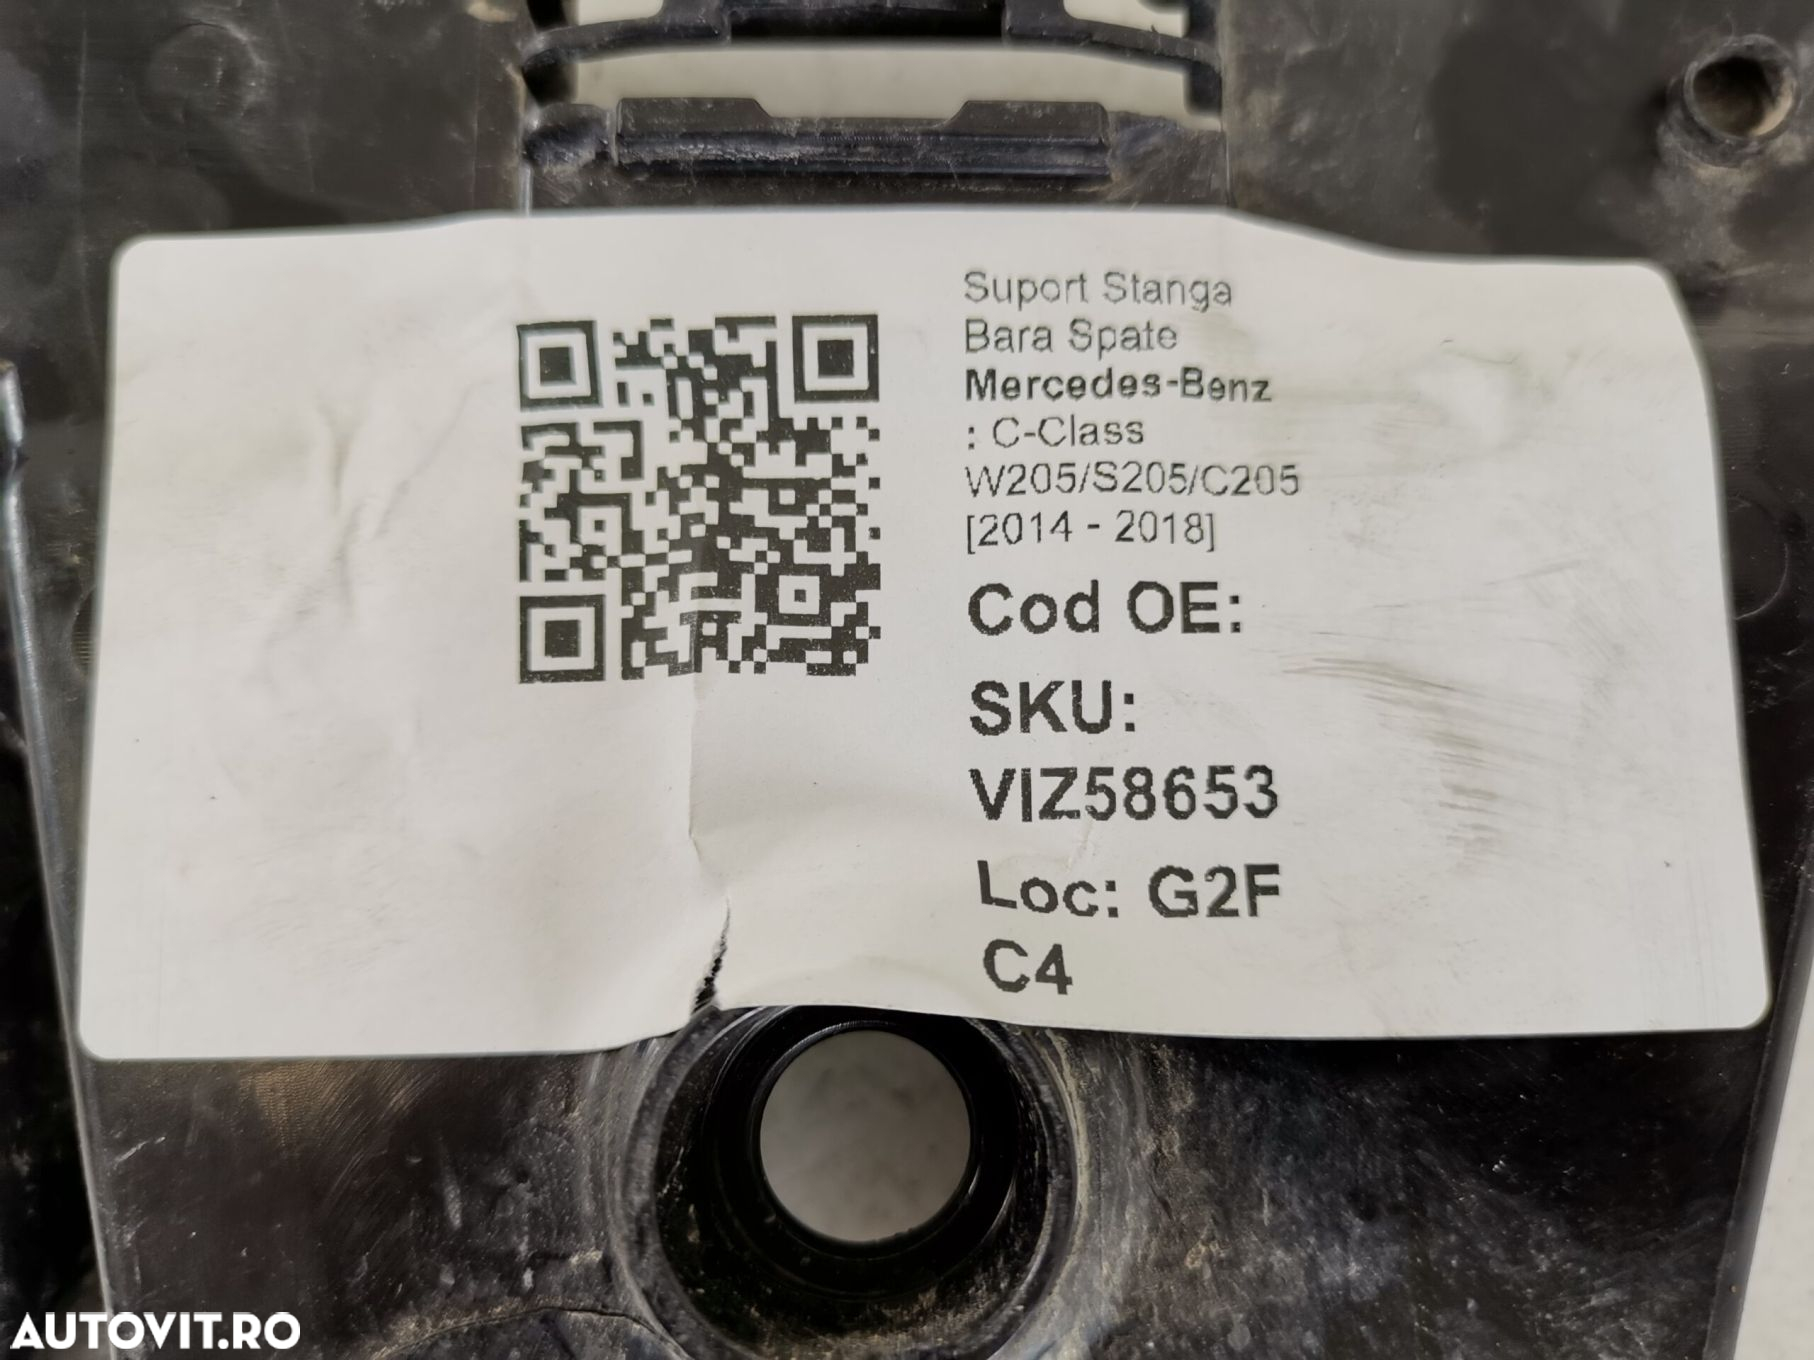 Suport Stanga
Bara Spate
Mercedes-Benz
: C-Class
W205/S205/C205
[2014 - 2018]
Cod OE:
SKU:
VIZ58653
Loc: G2F
C4
AUTOVIT.RO